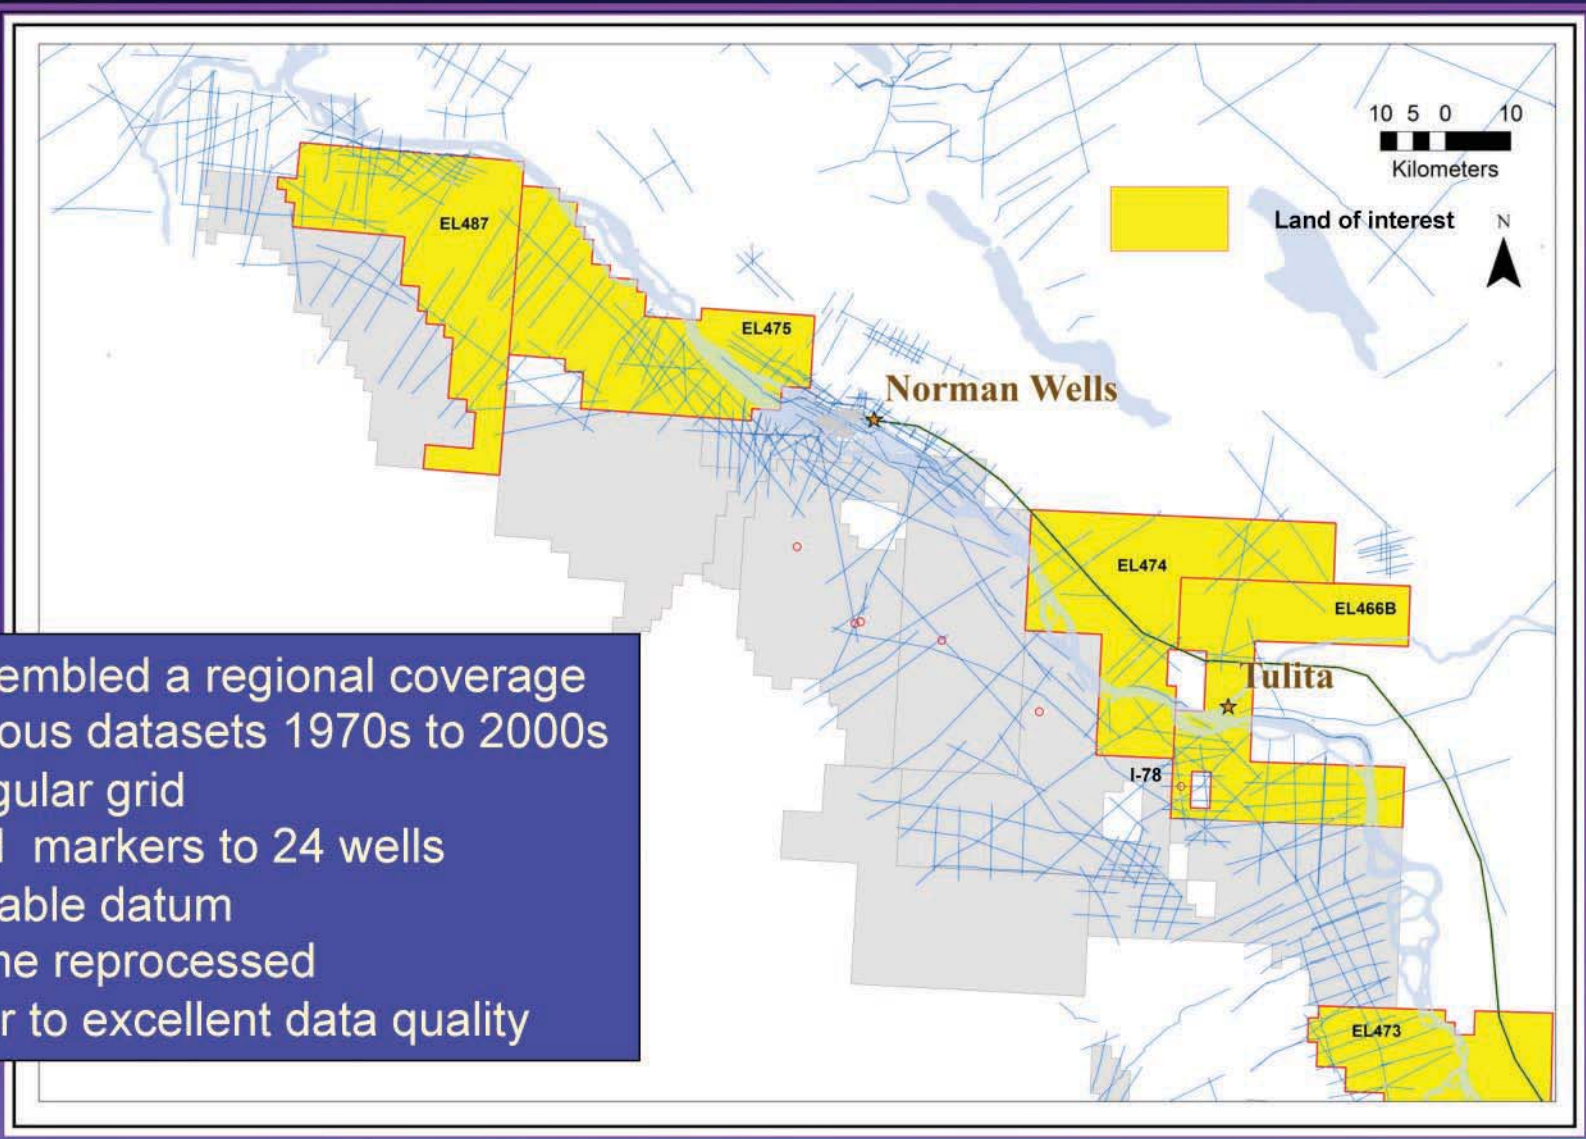 10 5 0 10
Kilometers
Land of interest
N
EL487
EL475
Norman Wells
EL474
EL466B
Tulita
I-78
EL473
embled a regional coverage
ous datasets 1970s to 2000s
gular grid
markers to 24 wells
able datum
ne reprocessed
r to excellent data quality